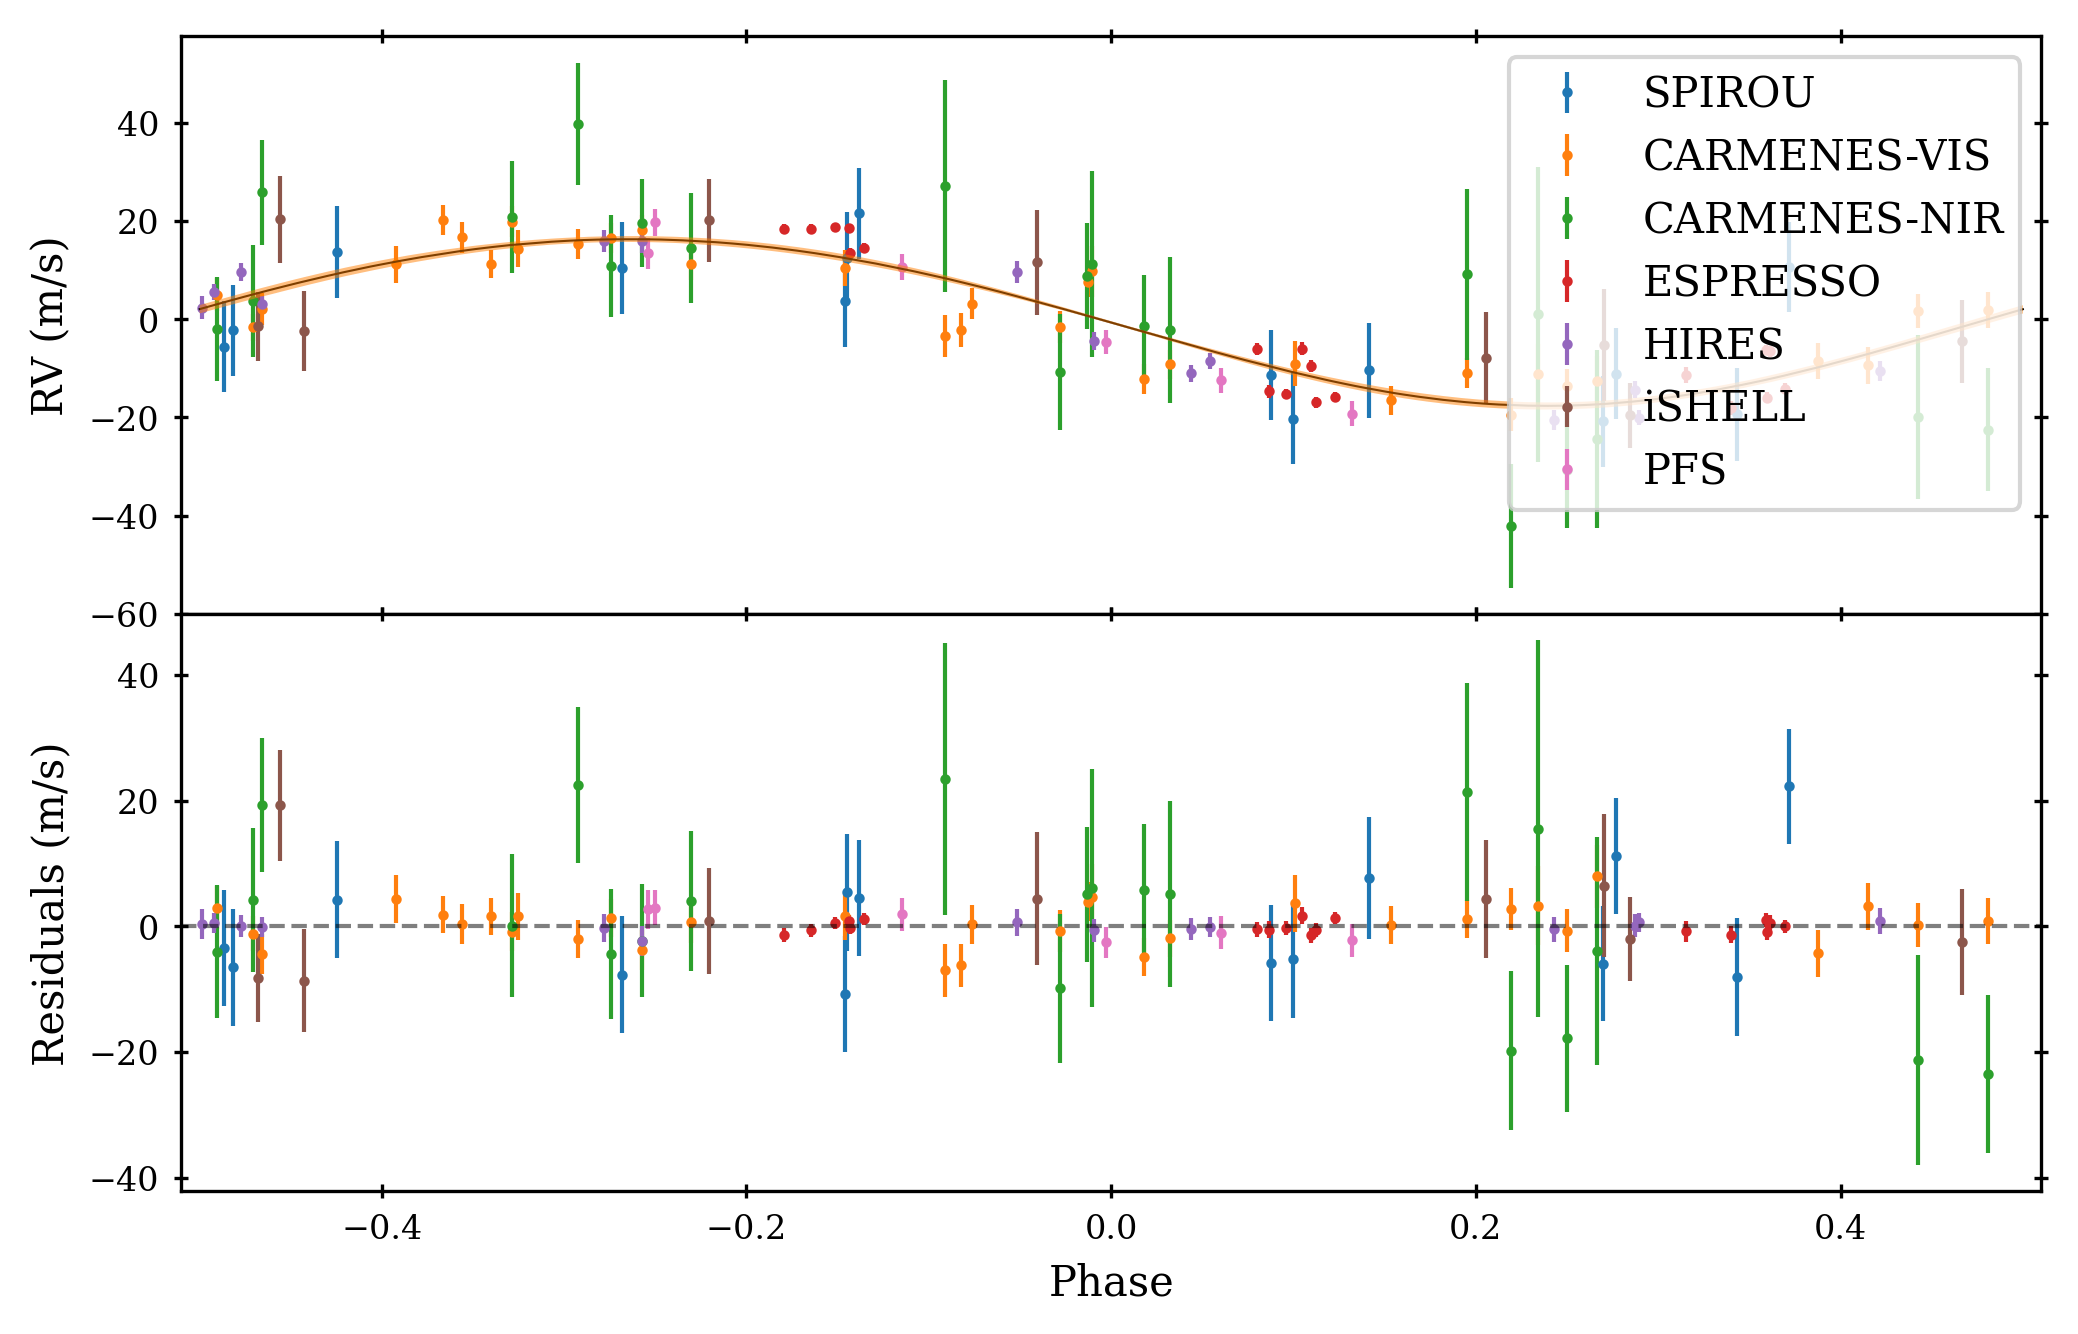 RV (m/s)
40
20
0
−20
−40
−60
SPIROU
CARMENES-VIS
CARMENES-NIR
ESPRESSO
HIRES
iSHELL
PFS
Residuals (m/s)
40
20
0
−20
−40
−0.4 −0.2 0.0 0.2 0.4
Phase